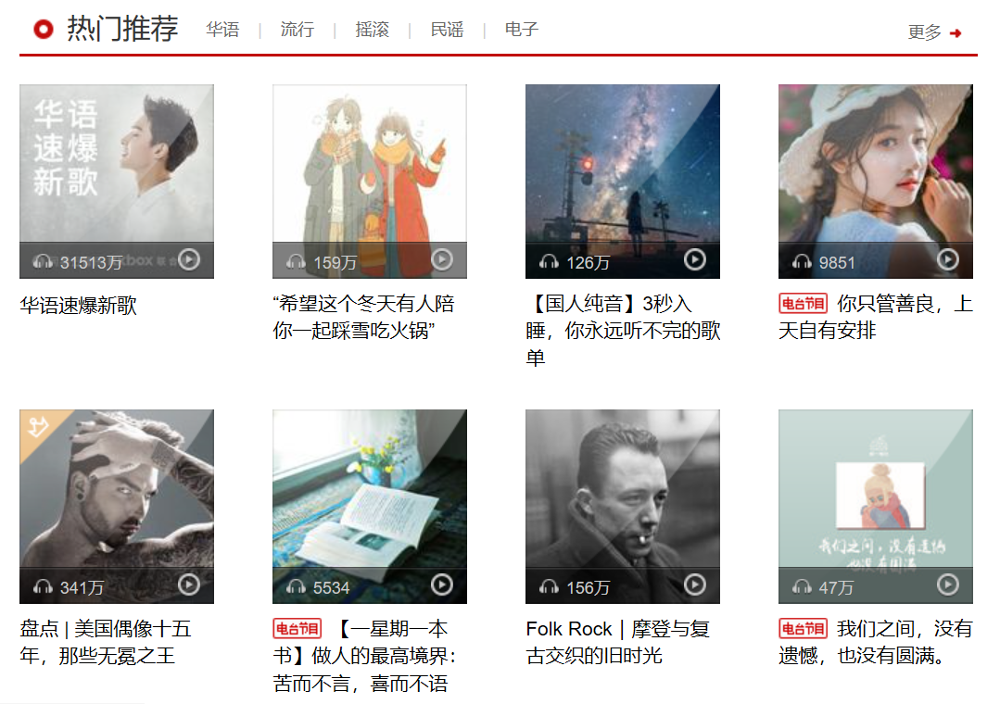 热门推荐 华语 | 流行 | 摇滚 | 民谣 | 电子 更多
华语
速爆
新歌
31513万
159万
126万
9851
华语速爆新歌
“希望这个冬天有人陪
你一起踩雪吃火锅”
【国人纯音】3秒入
睡，你永远听不完的歌
单
电台节目 你只管善良，上
天自有安排
我们之间，没有遗憾
也没有圆满
341万
5534
156万
47万
盘点 | 美国偶像十五
年，那些无冕之王
电台节目 【一星期一本
书】做人的最高境界：
苦而不言，喜而不语
Folk Rock｜摩登与复
古交织的旧时光
电台节目 我们之间，没有
遗憾，也没有圆满。